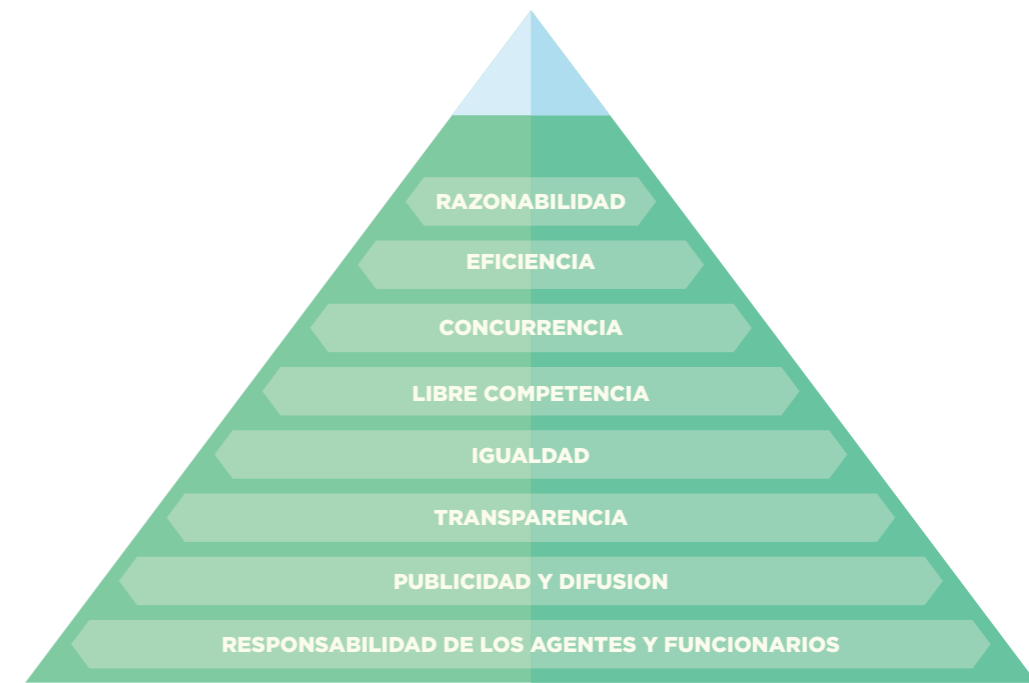 RAZONABILIDAD
EFICIENCIA
CONCURRENCIA
LIBRE COMPETENCIA
IGUALDAD
TRANSPARENCIA
PUBLICIDAD Y DIFUSION
RESPONSABILIDAD DE LOS AGENTES Y FUNCIONARIOS